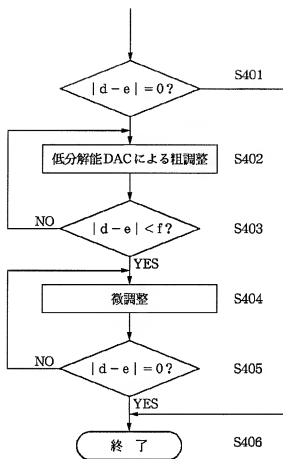 |d−e|=0?
S401
低分解能DACによる粗調整
S402
NO
|d−e|<f?
S403
YES
微調整
S404
NO
|d−e|=0?
S405
YES
終了
S406